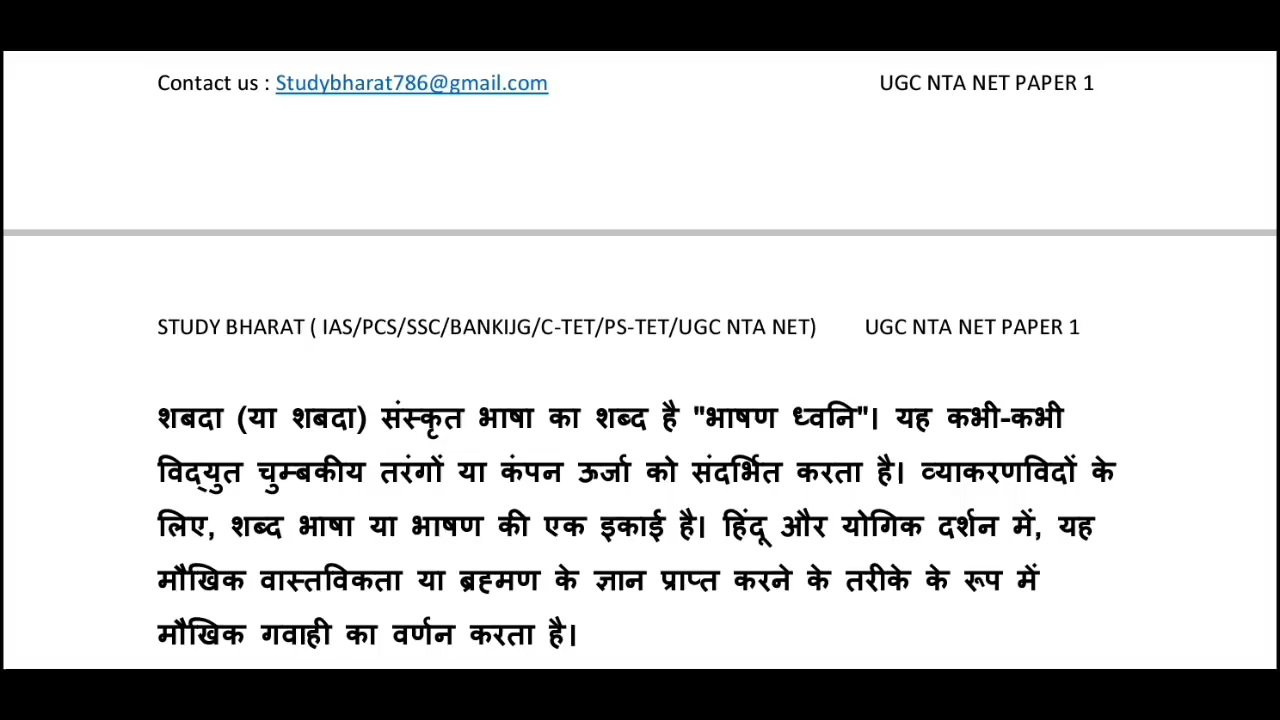 Contact us : Studybharat786@gmail.com UGC NTA NET PAPER 1
STUDY BHARAT ( IAS/PCS/SSC/BANKIJG/C-TET/PS-TET/UGC NTA NET) UGC NTA NET PAPER 1
शबदा (या शबदा) संस्कृत भाषा का शब्द है "भाषण ध्वनि"। यह कभी-कभी
विद्युत चुम्बकीय तरंगों या कंपन ऊर्जा को संदर्भित करता है। व्याकरणविदों के
लिए, शब्द भाषा या भाषण की एक इकाई है। हिंदू और योगिक दर्शन में, यह
मौखिक वास्तविकता या ब्रह्मण के ज्ञान प्राप्त करने के तरीके के रूप में
मौखिक गवाही का वर्णन करता है।